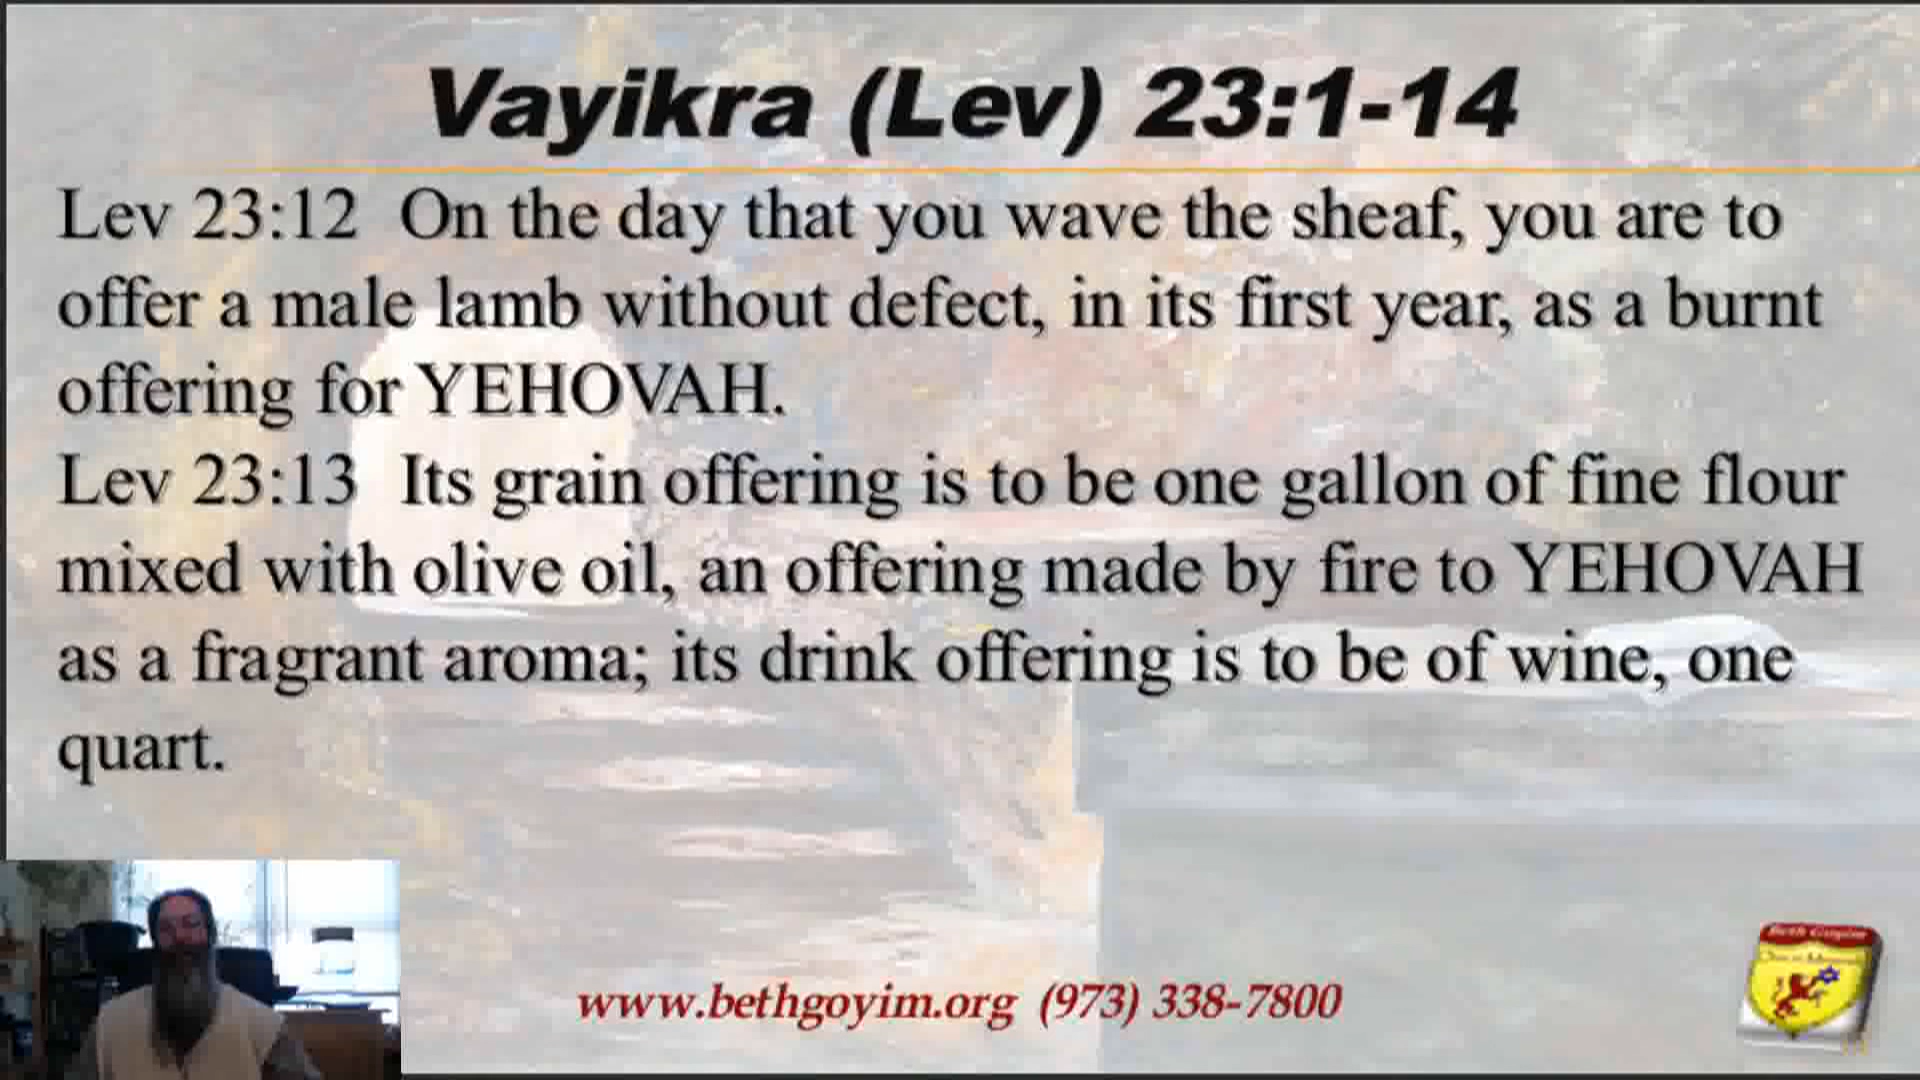 Vayikra (Lev) 23:1-14
Lev 23:12 On the day that you wave the sheaf, you are to
offer a male lamb without defect, in its first year, as a burnt
offering for YEHOVAH.
Lev 23:13 Its grain offering is to be one gallon of fine flour
mixed with olive oil, an offering made by fire to YEHOVAH
as a fragrant aroma; its drink offering is to be of wine, one
quart.
www.bethgoyim.org (973) 338-7800
Beth Goyim